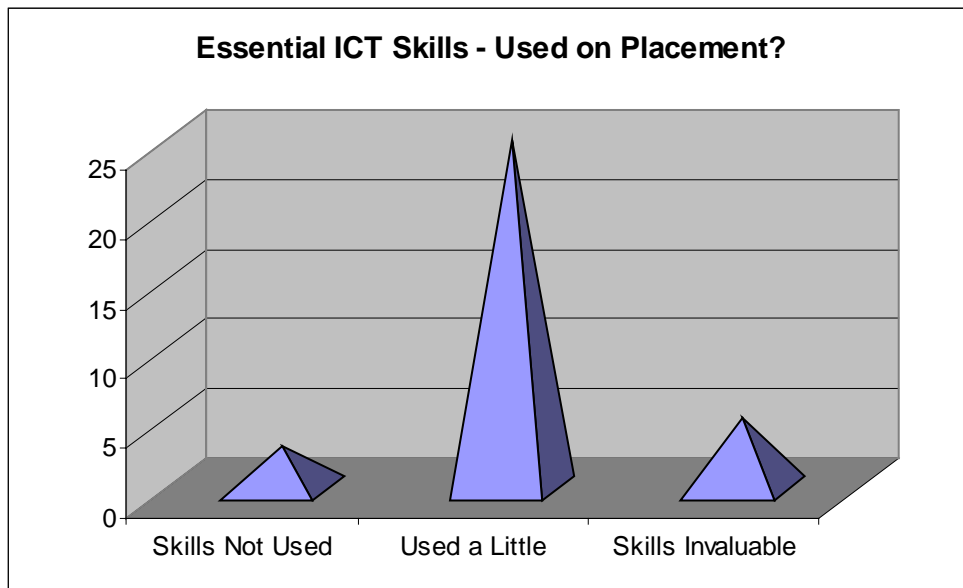 Essential ICT Skills - Used on Placement?
25
20
15
10
5
0
Skills Not Used
Used a Little
Skills Invaluable